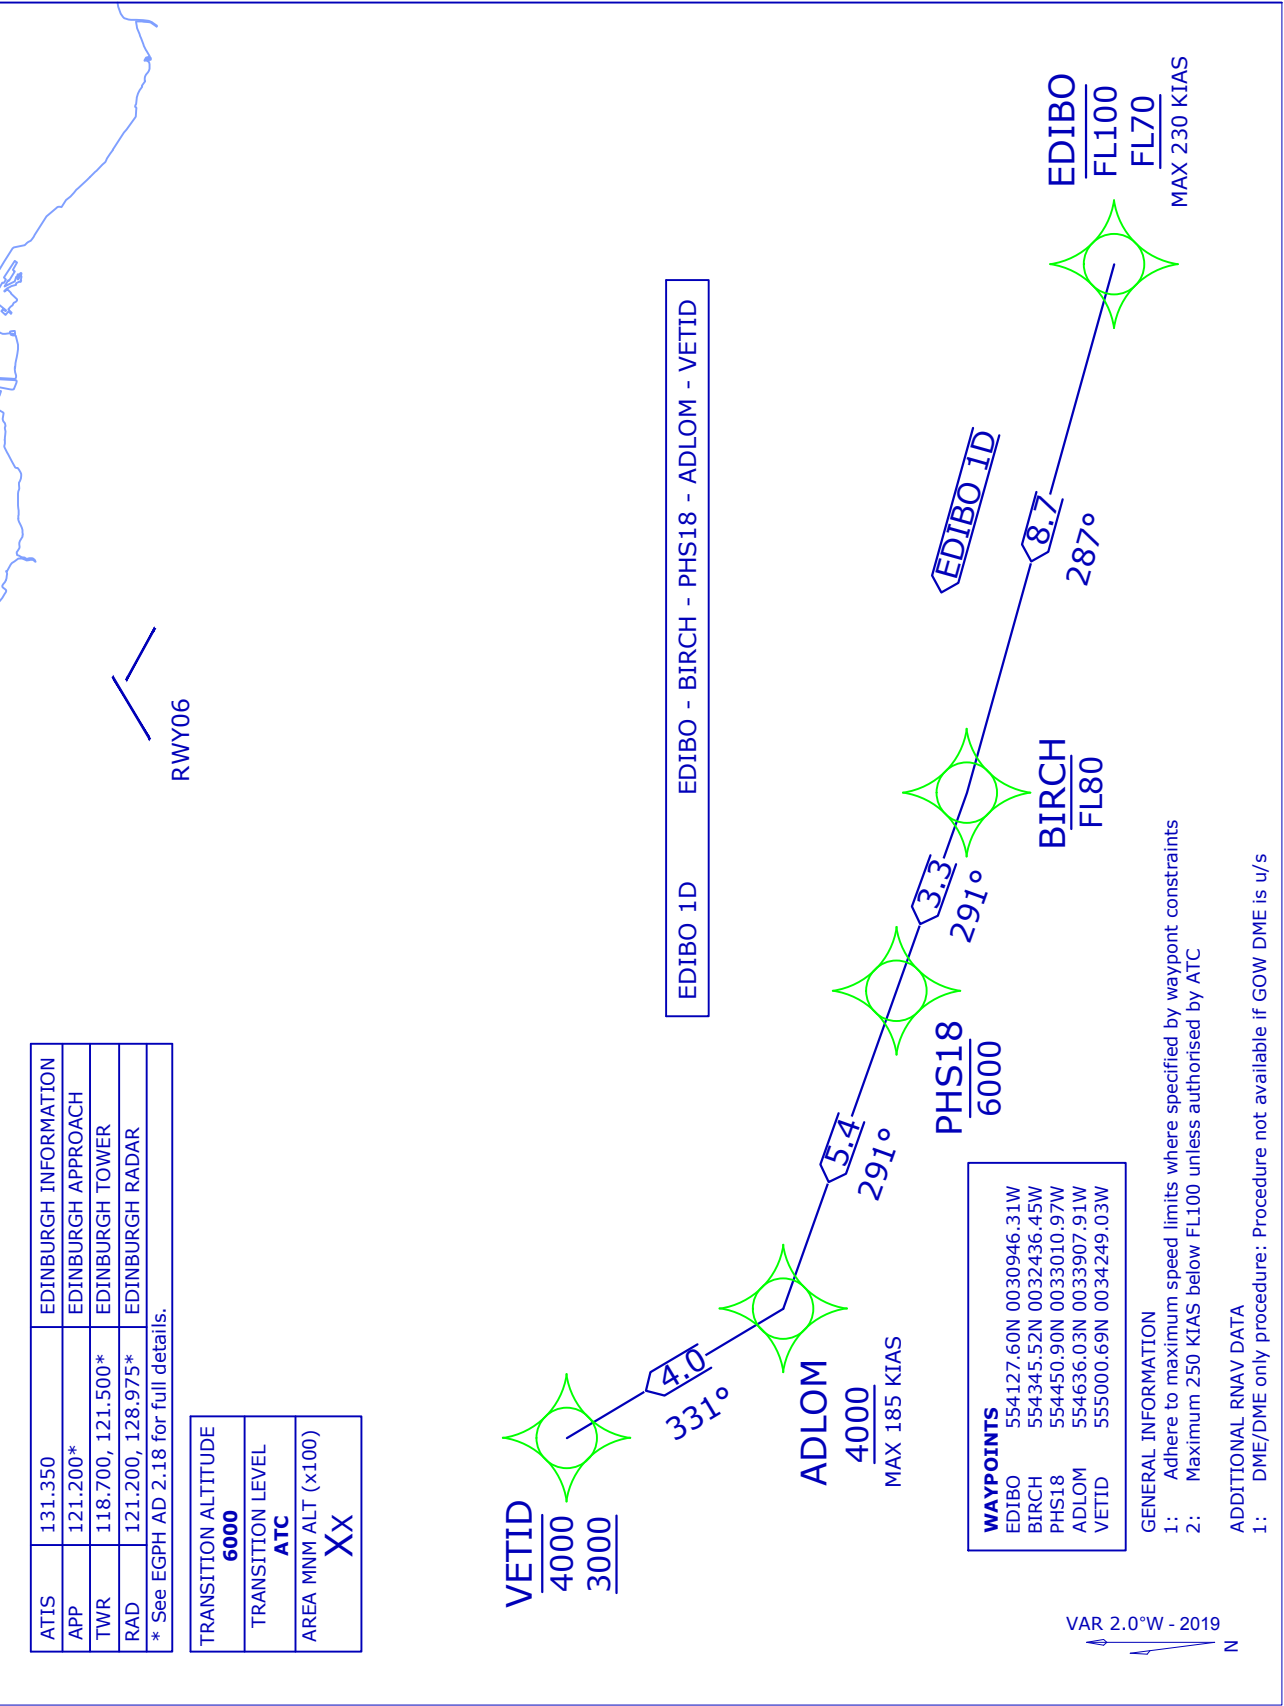 ATIS 131.350 EDINBURGH INFORMATION
APP 121.200* EDINBURGH APPROACH
TWR 118.700, 121.500* EDINBURGH TOWER
RAD 121.200, 128.975* EDINBURGH RADAR
* See EGPH AD 2.18 for full details.
TRANSITION ALTITUDE
6000
TRANSITION LEVEL
ATC
AREA MNM ALT (x100)
XX
RWY06
EDIBO 1D EDIBO - BIRCH - PHS18 - ADLOM - VETID
VETID
4000
3000
4.0
331°
ADLOM
4000
MAX 185 KIAS
5.4
291°
PHS18
6000
3.3
291°
BIRCH
FL80
EDIBO 1D
8.7
287°
EDIBO
FL100
FL70
MAX 230 KIAS
WAYPOINTS
EDIBO 554127.60N 0030946.31W
BIRCH 554345.52N 0032436.45W
PHS18 554450.90N 0033010.97W
ADLOM 554636.03N 0033907.91W
VETID 555000.69N 0034249.03W
GENERAL INFORMATION
1: Adhere to maximum speed limits where specified by waypont constraints
2: Maximum 250 KIAS below FL100 unless authorised by ATC
ADDITIONAL RNAV DATA
1: DME/DME only procedure: Procedure not available if GOW DME is u/s
VAR 2.0°W - 2019
N